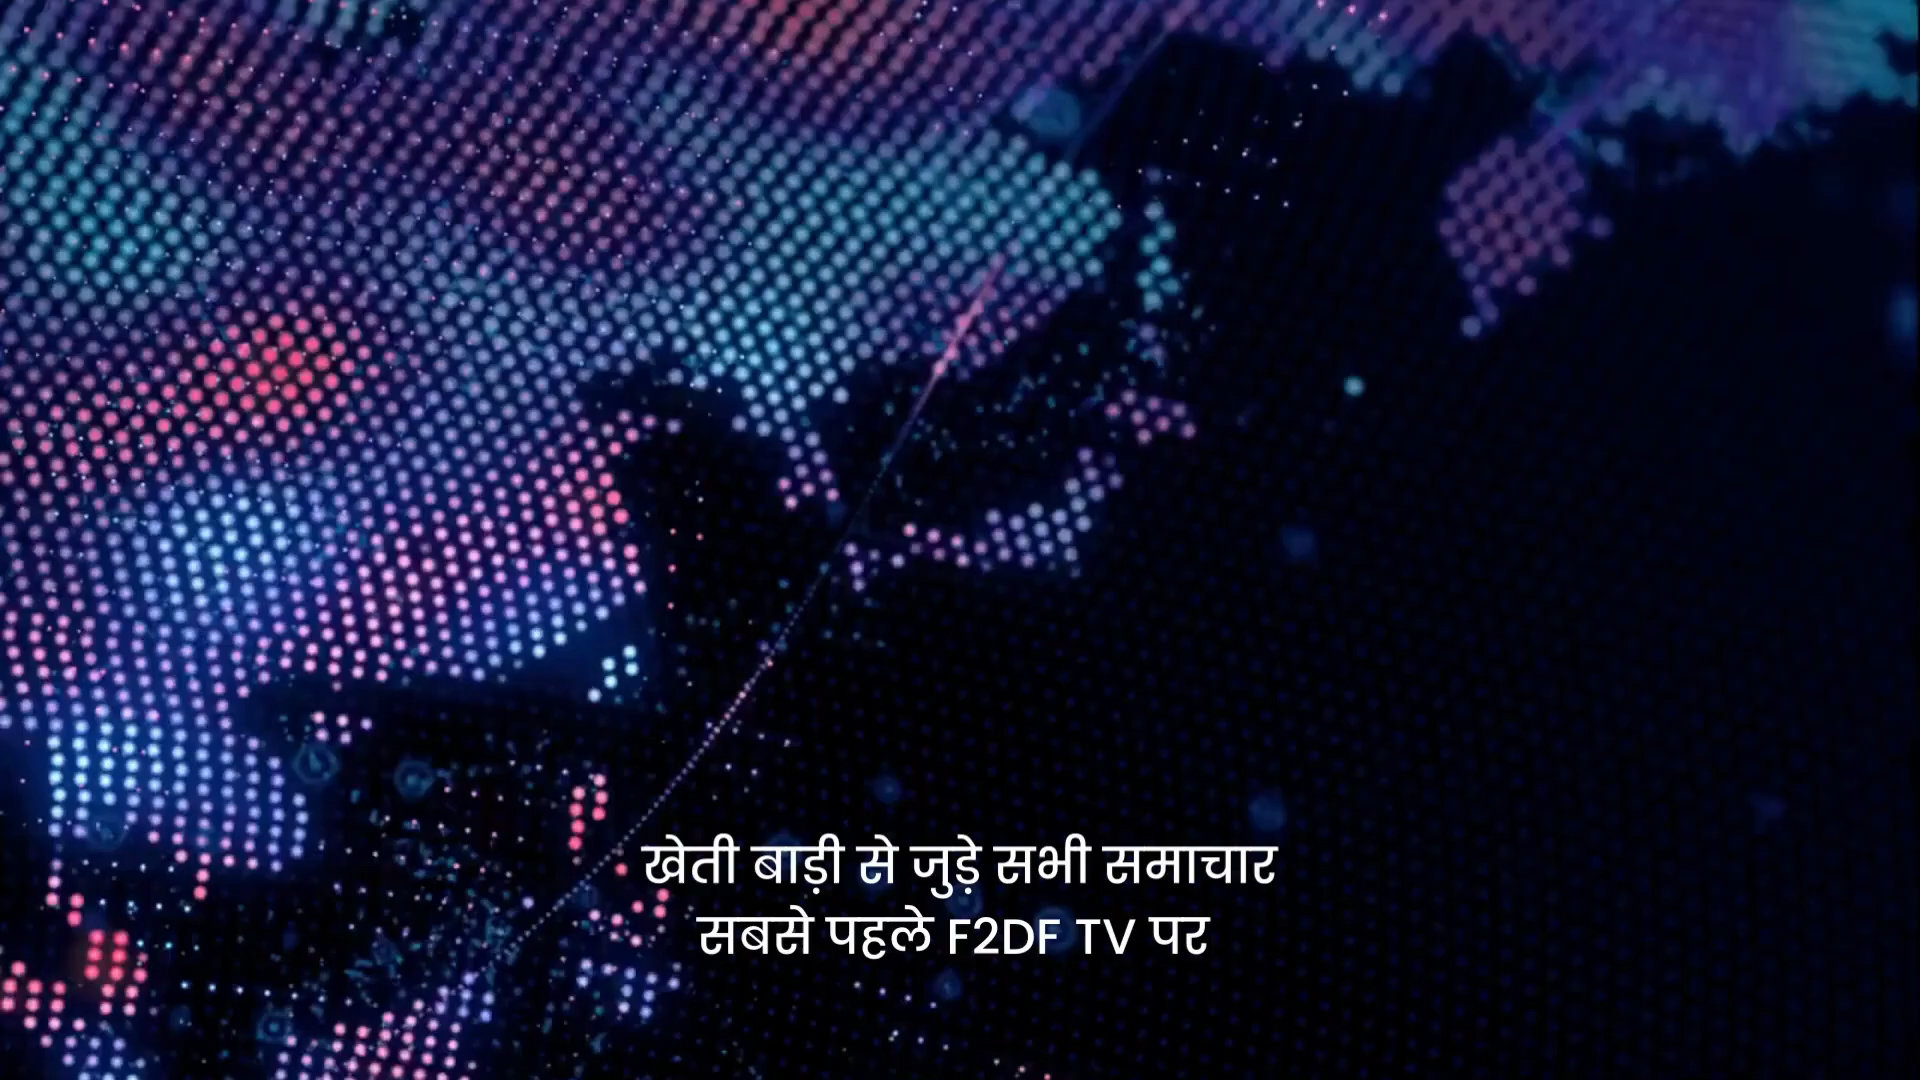 खेती बाड़ी से जुड़े सभी समाचार
सबसे पहले F2DF TV पर